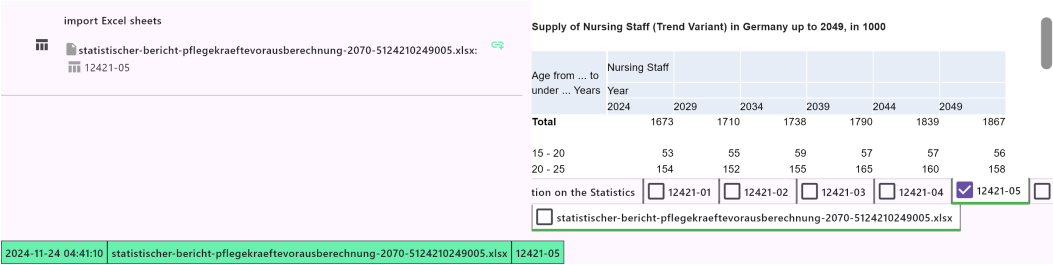 import Excel sheets
statistischer-bericht-pflegekraeftevorausberechnung-2070-5124210249005.xlsx:
12421-05
Supply of Nursing Staff (Trend Variant) in Germany up to 2049, in 1000
Age from ... to under ... Years
Nursing Staff
Year
2024 2029 2034 2039 2044 2049
Total 1673 1710 1738 1790 1839 1867
15 - 20 53 55 59 57 57 56
20 - 25 154 152 155 165 160 158
tion on the Statistics 12421-01 12421-02 12421-03 12421-04 12421-05
statistischer-bericht-pflegekraeftevorausberechnung-2070-5124210249005.xlsx
2024-11-24 04:41:10 statistischer-bericht-pflegekraeftevorausberechnung-2070-5124210249005.xlsx 12421-05